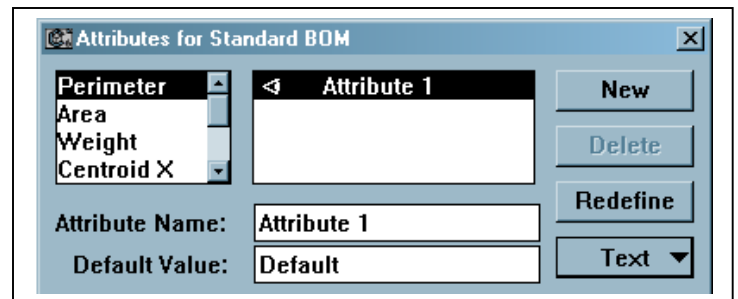 Attributes for Standard BOM
Perimeter
Area
Weight
Centroid X
Attribute 1
New
Delete
Redefine
Text
Attribute Name: Attribute 1
Default Value: Default